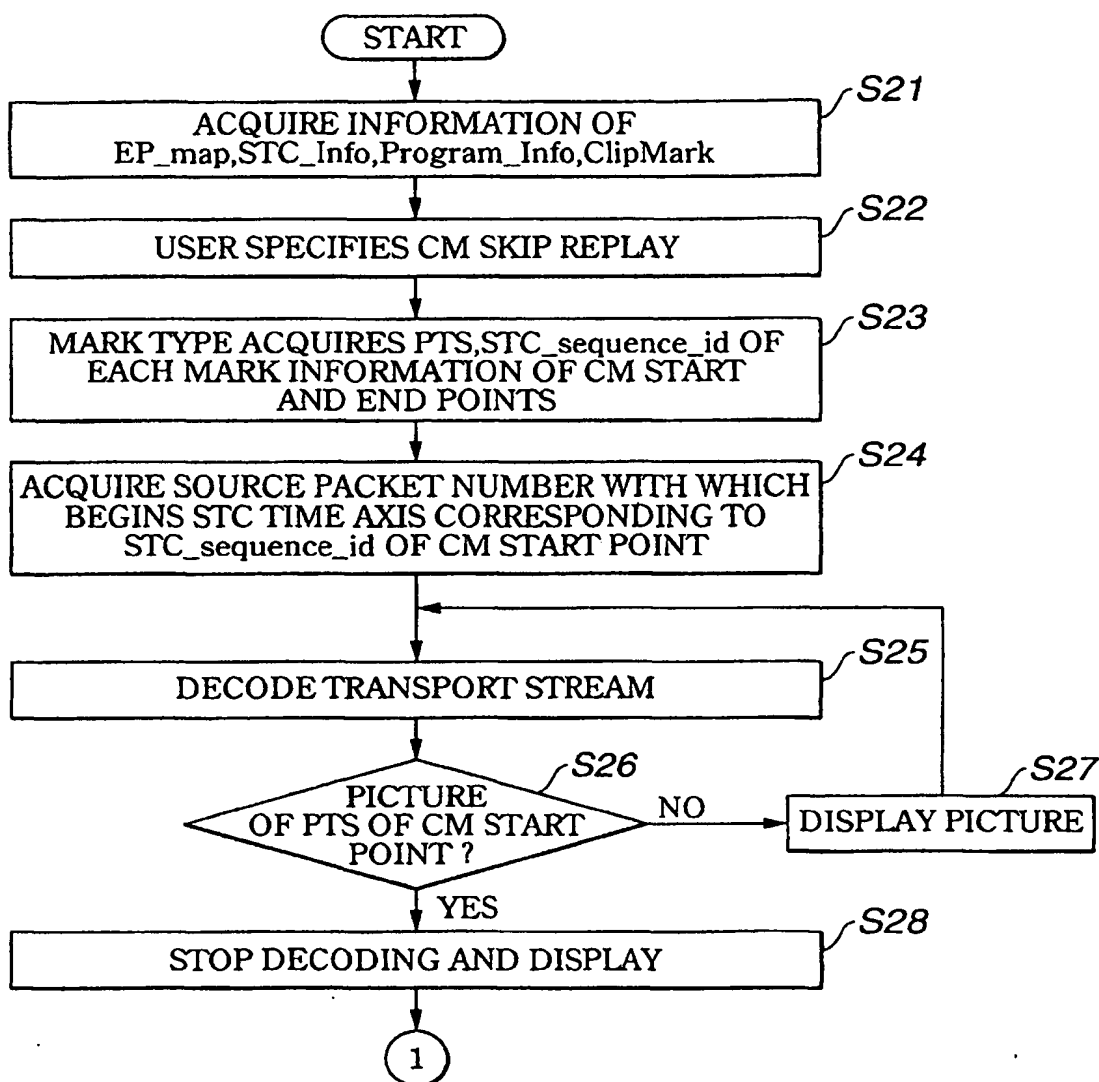 START
S21
ACQUIRE INFORMATION OF
EP_map,STC_Info,Program_Info,ClipMark
S22
USER SPECIFIES CM SKIP REPLAY
S23
MARK TYPE ACQUIRES PTS,STC_sequence_id OF
EACH MARK INFORMATION OF CM START
AND END POINTS
S24
ACQUIRE SOURCE PACKET NUMBER WITH WHICH
BEGINS STC TIME AXIS CORRESPONDING TO
STC_sequence_id OF CM START POINT
S25
DECODE TRANSPORT STREAM
S26
PICTURE
OF PTS OF CM START
POINT ?
NO
S27
DISPLAY PICTURE
YES
S28
STOP DECODING AND DISPLAY
1